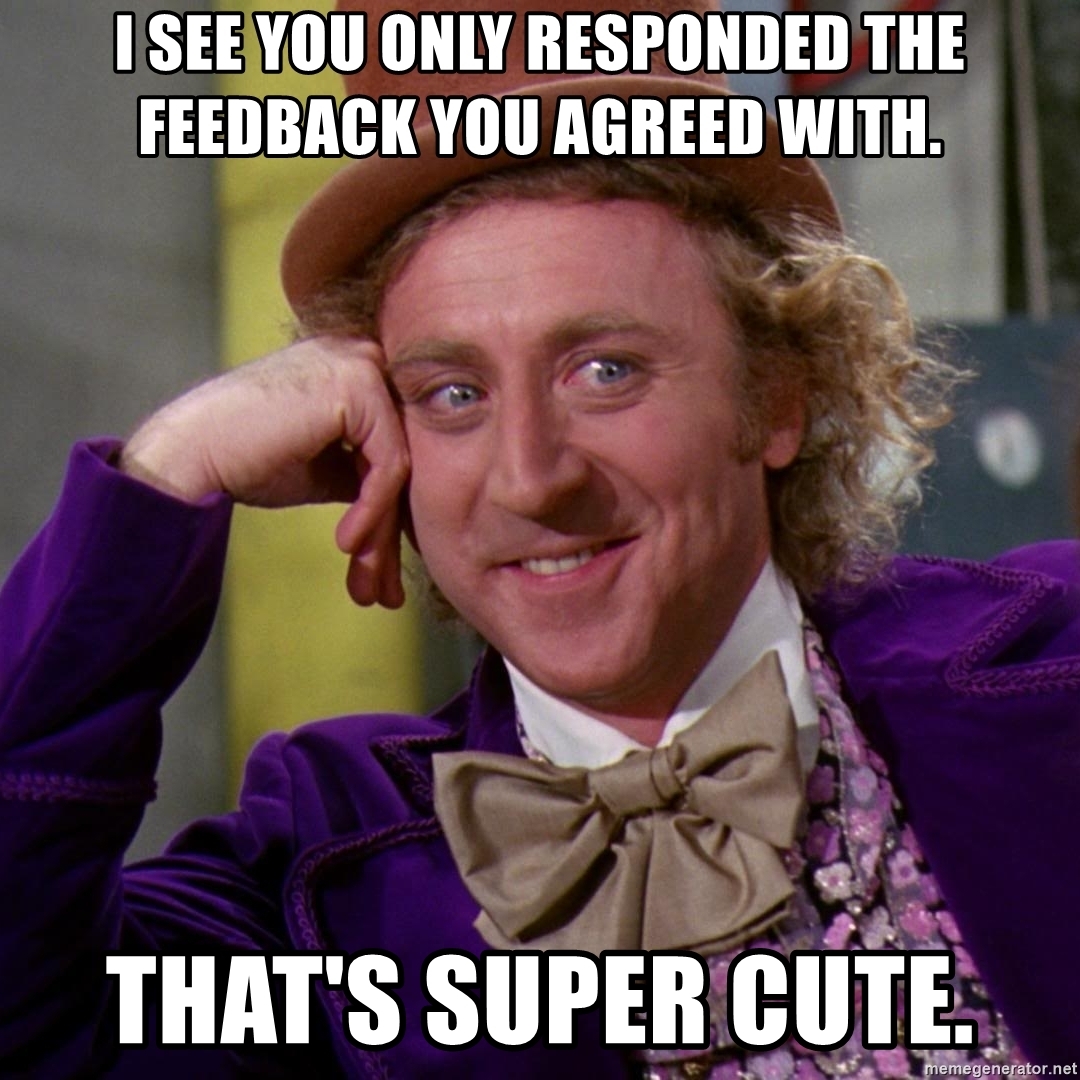 I SEE YOU ONLY RESPONDED THE
FEEDBACK YOU AGREED WITH.
THAT'S SUPER CUTE.
memegenerator.net